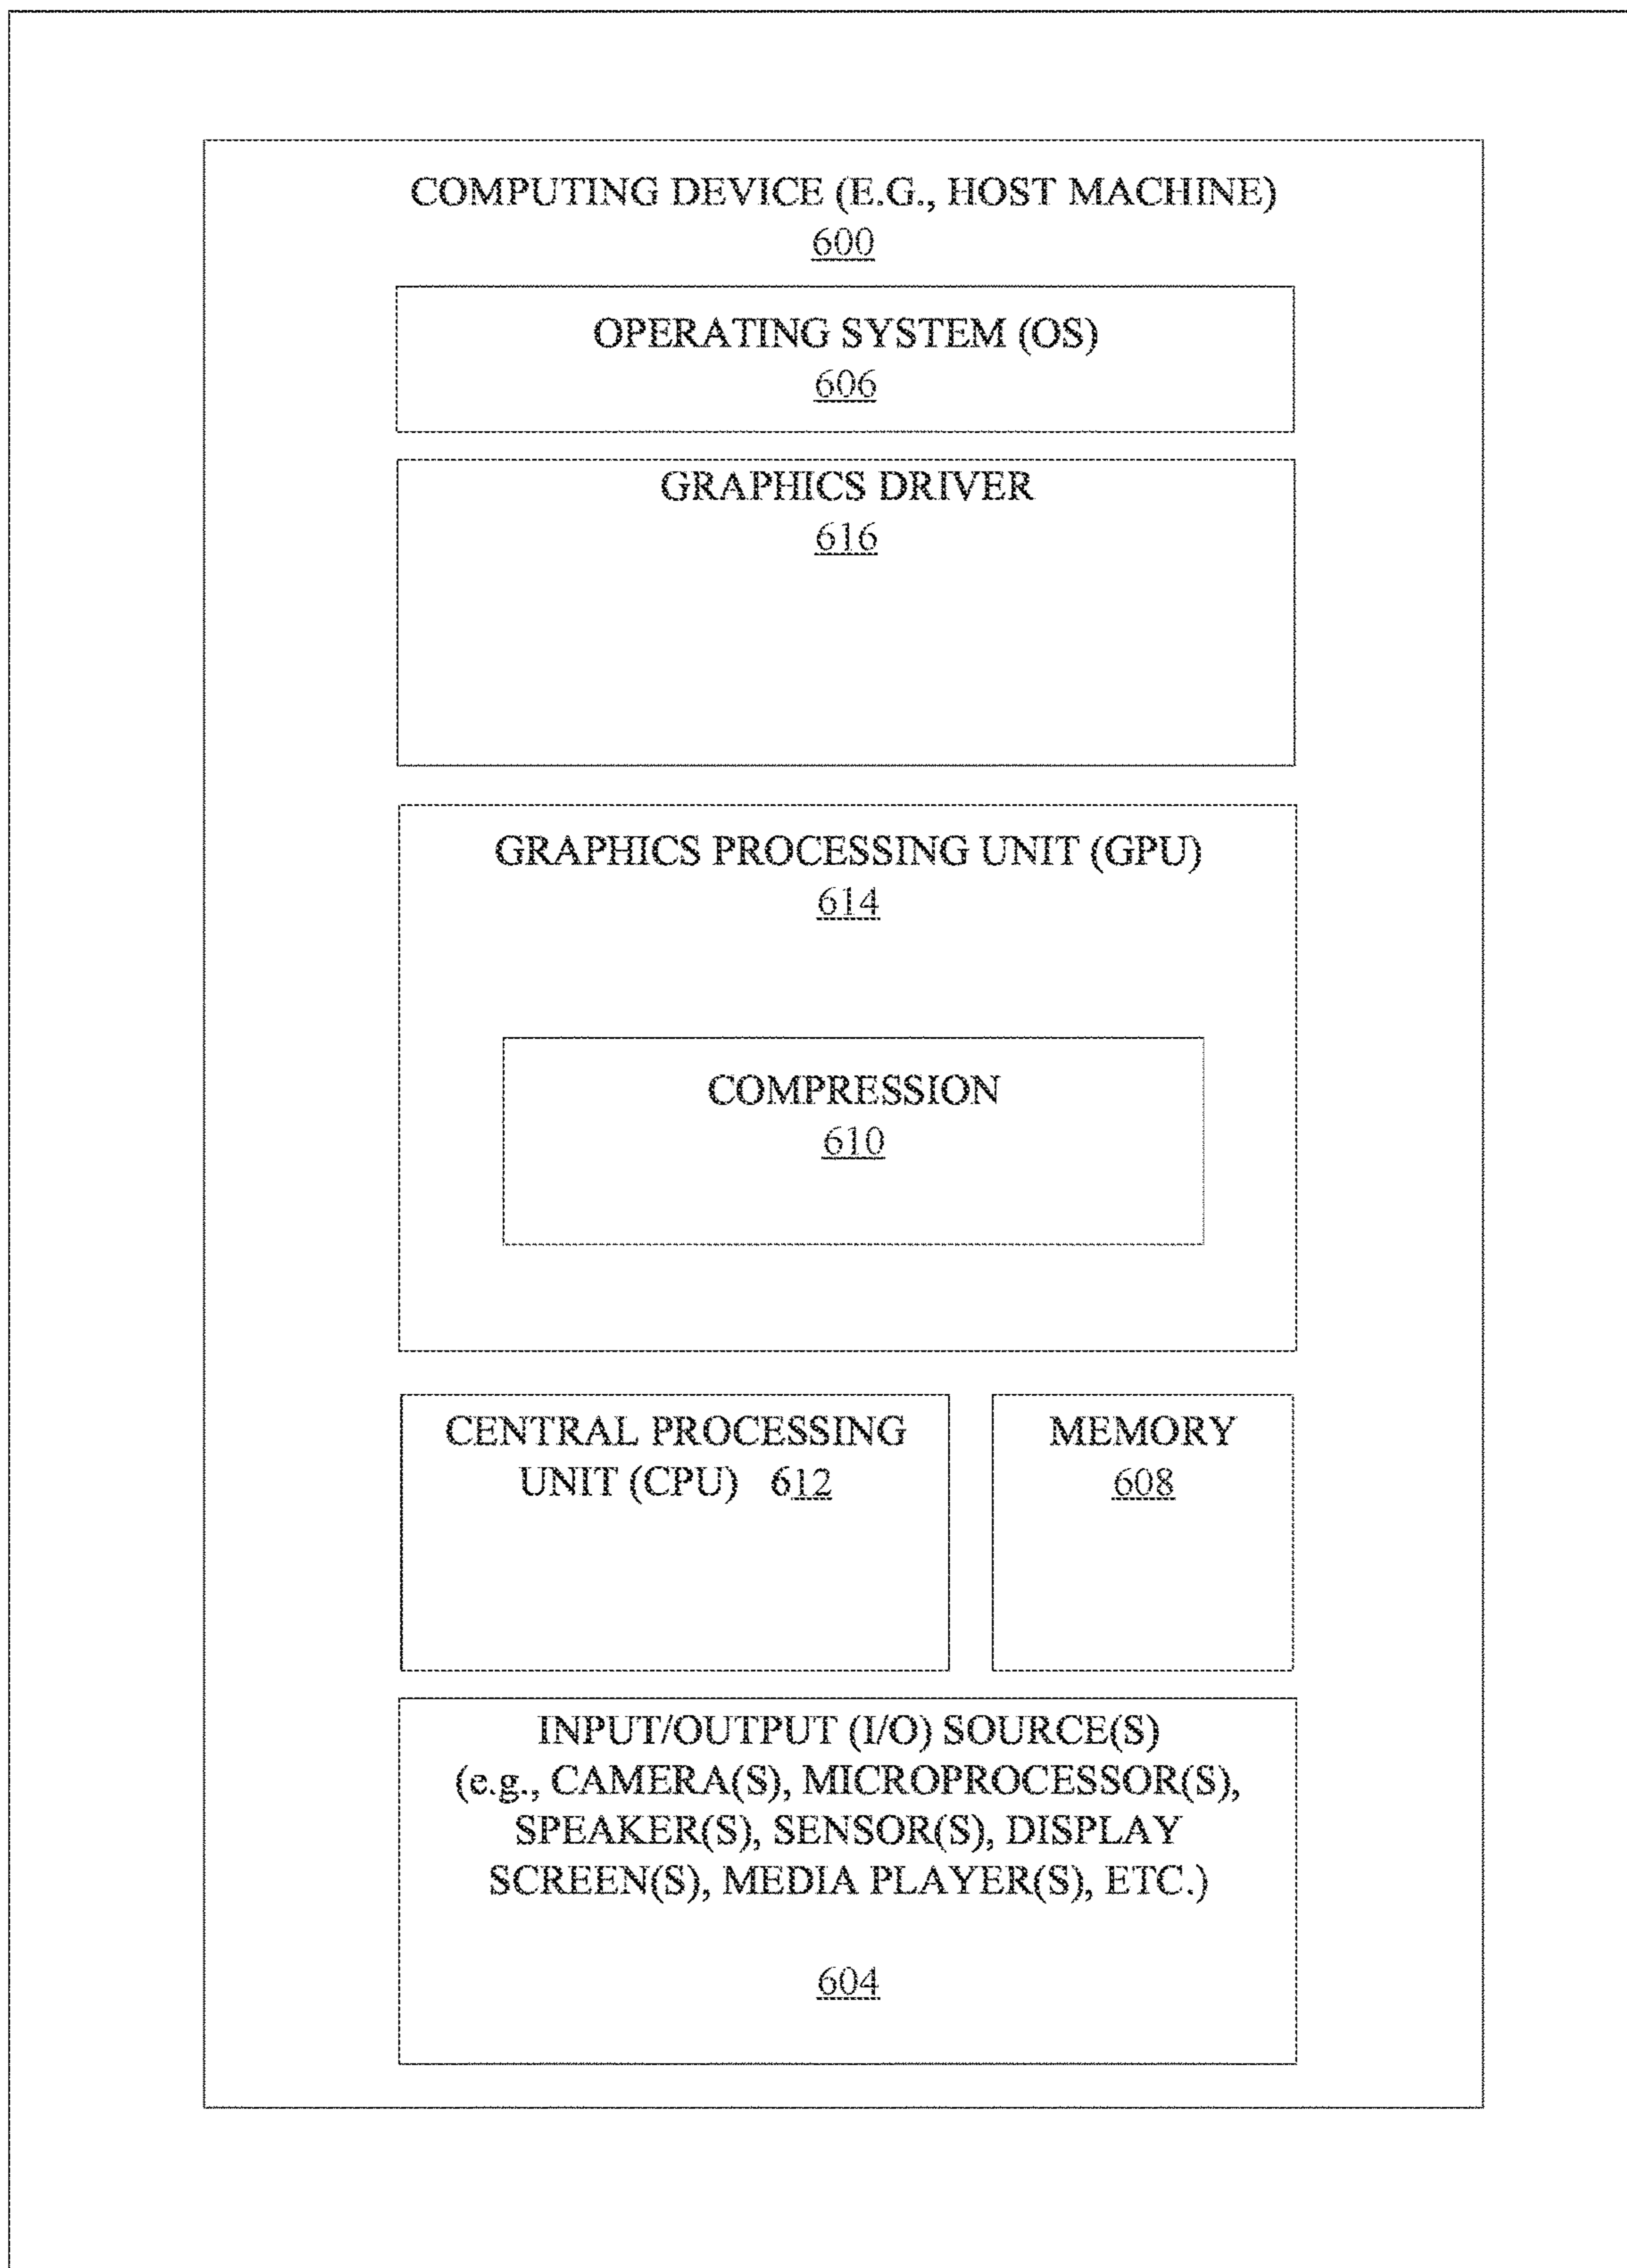 COMPUTING DEVICE (E.G., HOST MACHINE)
600
OPERATING SYSTEM (OS)
606
GRAPHICS DRIVER
616
GRAPHICS PROCESSING UNIT (GPU)
614
COMPRESSION
610
CENTRAL PROCESSING
UNIT (CPU) 612
MEMORY
608
INPUT/OUTPUT (I/O) SOURCE(S)
(e.g., CAMERA(S), MICROPROCESSOR(S),
SPEAKER(S), SENSOR(S), DISPLAY
SCREEN(S), MEDIA PLAYER(S), ETC.)
604